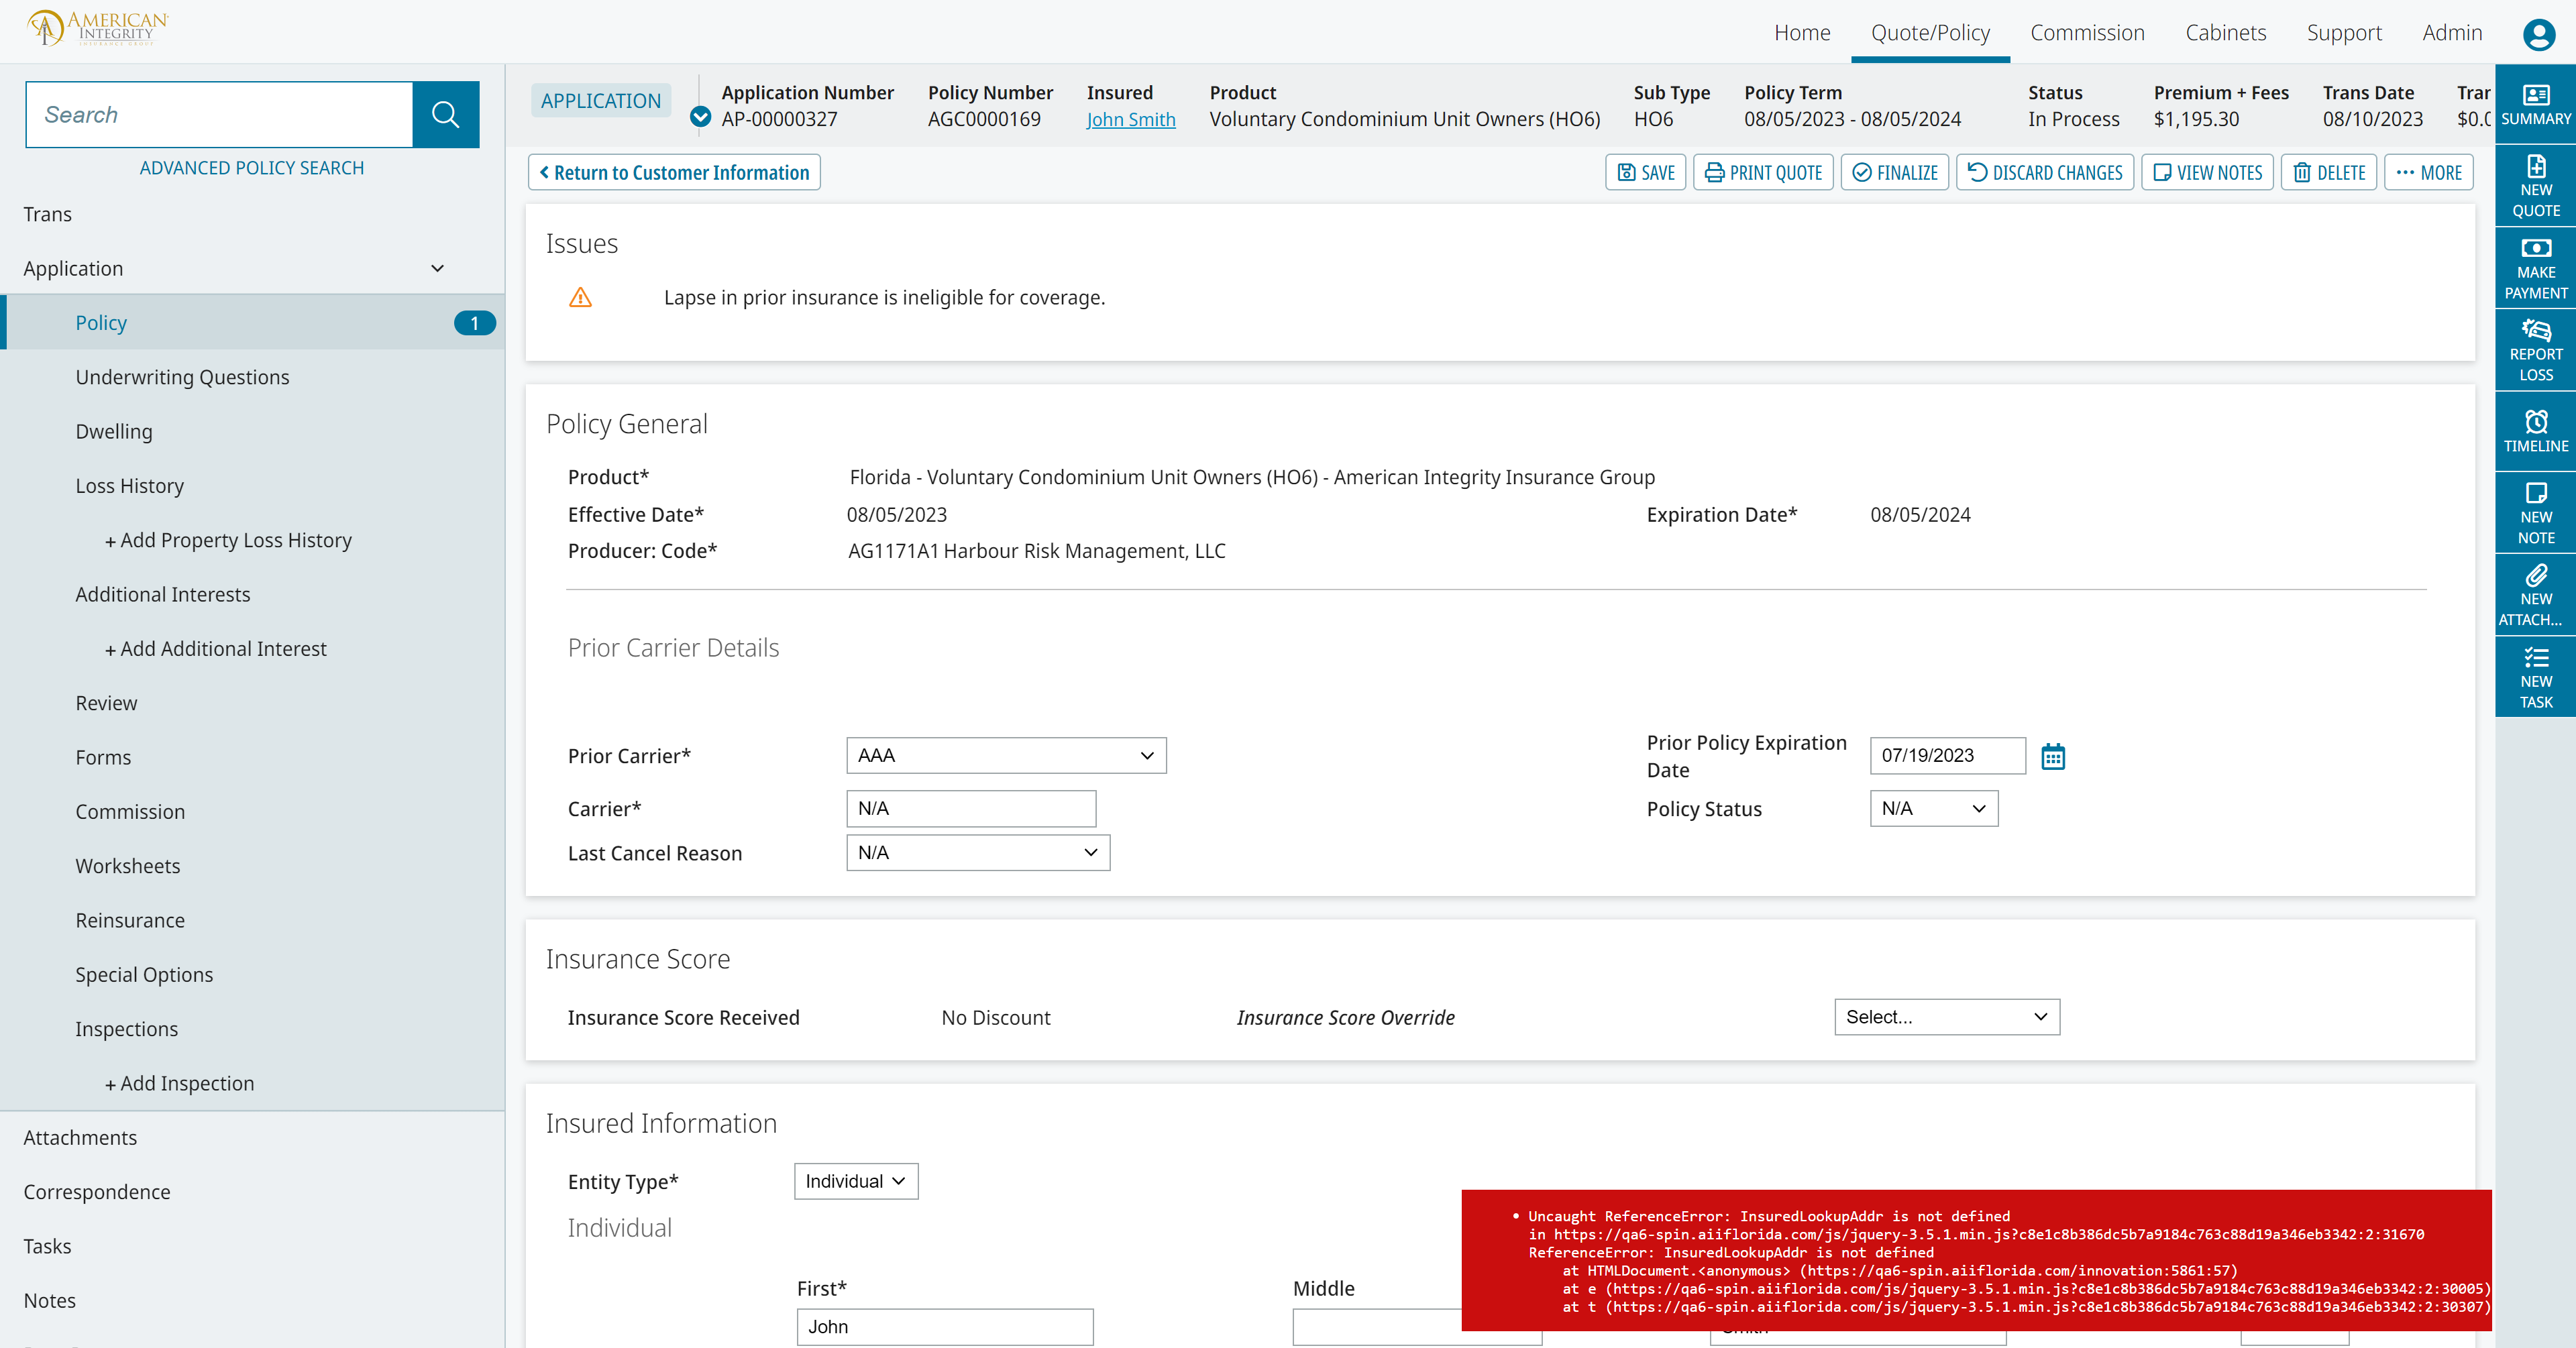 AMERICAN
INTEGRITY
INSURANCE GROUP
Home
Quote/Policy
Commission
Cabinets
Support
Admin
Search
ADVANCED POLICY SEARCH
Trans
Application
Policy
1
Underwriting Questions
Dwelling
Loss History
+ Add Property Loss History
Additional Interests
+ Add Additional Interest
Review
Forms
Commission
Worksheets
Reinsurance
Special Options
Inspections
+ Add Inspection
Attachments
Correspondence
Tasks
Notes
APPLICATION
Application Number Policy Number Insured Product Sub Type Policy Term Status Premium + Fees Trans Date
AP-00000327 AGC0000169 John Smith Voluntary Condominium Unit Owners (HO6) HO6 08/05/2023 - 08/05/2024 In Process $1,195.30 08/10/2023
Return to Customer Information
SAVE
PRINT QUOTE
FINALIZE
DISCARD CHANGES
VIEW NOTES
DELETE
MORE
Issues
Lapse in prior insurance is ineligible for coverage.
Policy General
Product* Florida - Voluntary Condominium Unit Owners (HO6) - American Integrity Insurance Group
Effective Date* 08/05/2023 Expiration Date* 08/05/2024
Producer: Code* AG1171A1 Harbour Risk Management, LLC
Prior Carrier Details
Prior Carrier* AAA
Prior Policy Expiration
Date
07/19/2023
Carrier* N/A Policy Status N/A
Last Cancel Reason N/A
Insurance Score
Insurance Score Received No Discount Insurance Score Override Select...
Insured Information
Entity Type* Individual
Individual
First* Middle
John
• Uncaught ReferenceError: InsuredLookupAddr is not defined
in https://qa6-spin.aiiflorida.com/js/jquery-3.5.1.min.js?c8e1c8b386dc5b7a9184c763c88d19a346eb3342:2:31670
ReferenceError: InsuredLookupAddr is not defined
at HTMLDocument.<anonymous> (https://qa6-spin.aiiflorida.com/innovation:5861:57)
at e (https://qa6-spin.aiiflorida.com/js/jquery-3.5.1.min.js?c8e1c8b386dc5b7a9184c763c88d19a346eb3342:2:30005)
at t (https://qa6-spin.aiiflorida.com/js/jquery-3.5.1.min.js?c8e1c8b386dc5b7a9184c763c88d19a346eb3342:2:30307)
SUMMARY
NEW
QUOTE
MAKE
PAYMENT
REPORT
LOSS
TIMELINE
NEW
NOTE
NEW
ATTACH...
NEW
TASK